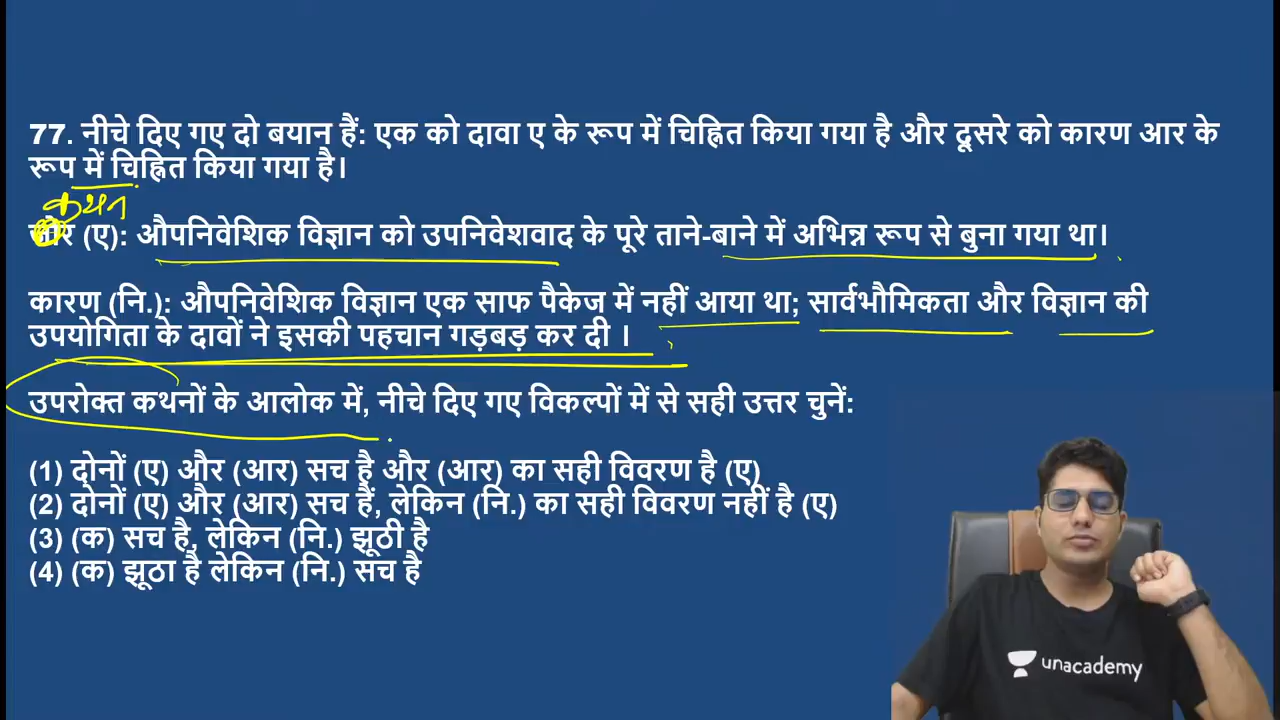 77. नीचे दिए गए दो बयान हैं: एक को दावा ए के रूप में चिह्नित किया गया है और दूसरे को कारण आर के
रूप में चिह्नित किया गया है।
कथन
(ए): औपनिवेशिक विज्ञान को उपनिवेशवाद के पूरे ताने-बाने में अभिन्न रूप से बुना गया था।
कारण (नि.): औपनिवेशिक विज्ञान एक साफ पैकेज में नहीं आया था; सार्वभौमिकता और विज्ञान की
उपयोगिता के दावों ने इसकी पहचान गड़बड़ कर दी ।
उपरोक्त कथनों के आलोक में, नीचे दिए गए विकल्पों में से सही उत्तर चुनें:
(1) दोनों (ए) और (आर) सच है और (आर) का सही विवरण है (ए)
(2) दोनों (ए) और (आर) सच हैं, लेकिन (नि.) का सही विवरण नहीं है (ए)
(3) (क) सच है, लेकिन (नि.) झूठी है
(4) (क) झूठा है लेकिन (नि.) सच है
unacademy